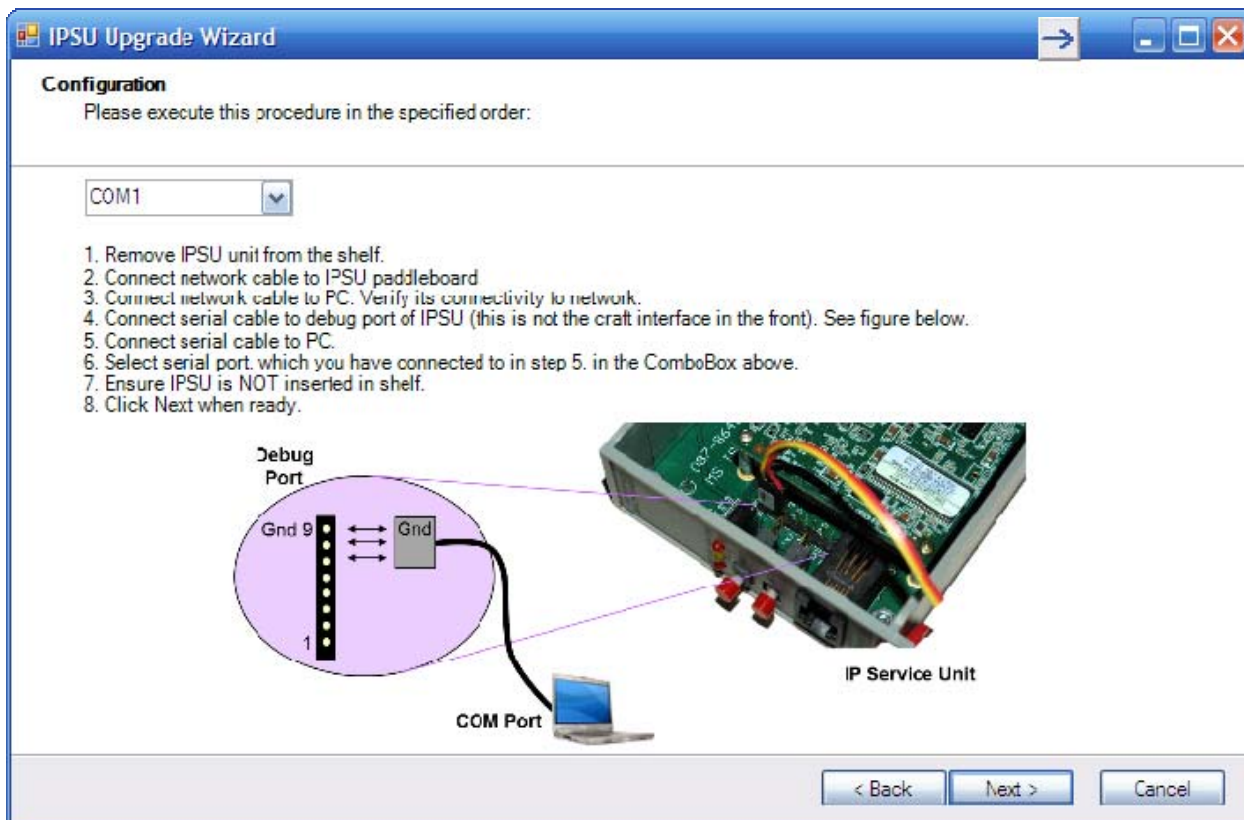 IPSU Upgrade Wizard
Configuration
Please execute this procedure in the specified order:
COM1
1. Remove IPSU unit from the shelf.
2. Connect network cable to IPSU paddleboard
3. Connect network cable to PC. Verify its connectivity to network.
4. Connect serial cable to debug port of IPSU (this is not the craft interface in the front). See figure below.
5. Connect serial cable to PC.
6. Select serial port, which you have connected to in step 5, in the ComboBox above.
7. Ensure IPSU is NOT inserted in shelf.
8. Click Next when ready.
Debug
Port
Gnd 9
Gnd
1
COM Port
IP Service Unit
< Back
Next >
Cancel